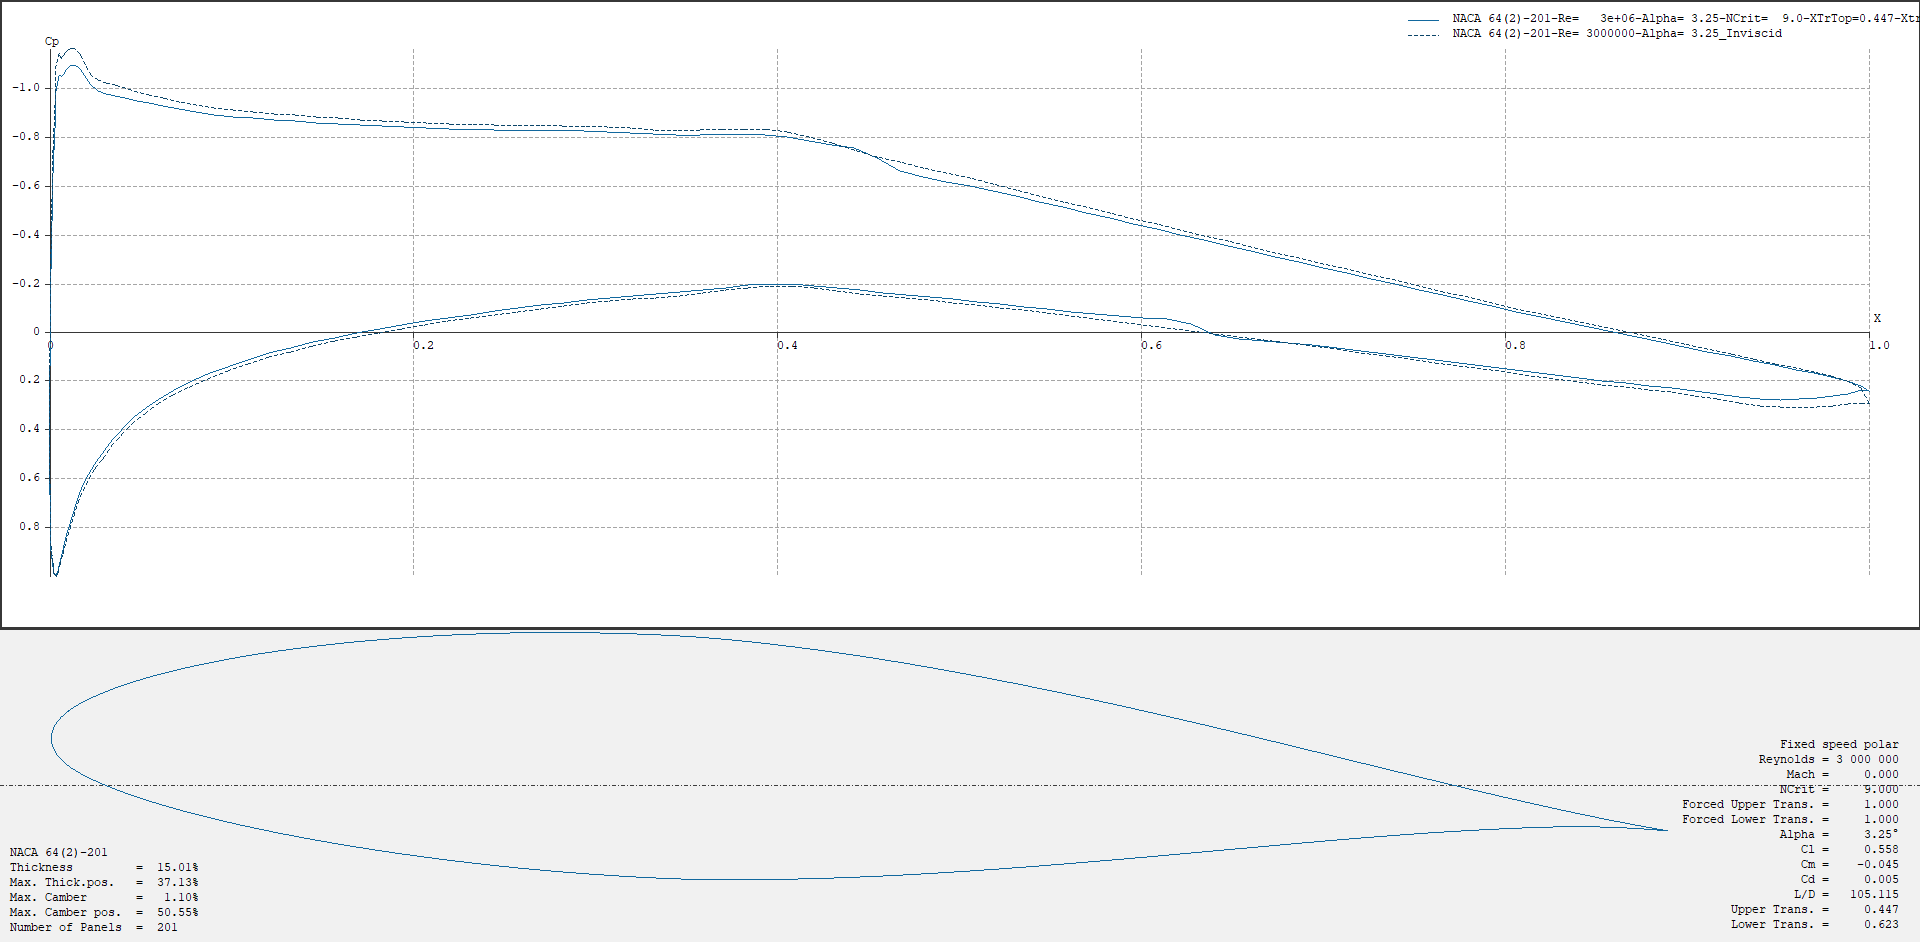 NACA 64(2)-201-Re=   3e+06-Alpha= 3.25-NCrit=  9.0-XTrTop=0.447-Xtr
NACA 64(2)-201-Re= 3000000-Alpha= 3.25_Inviscid
Cp
-1.0
-0.8
-0.6
-0.4
-0.2
0
X
0 0.2 0.4 0.6 0.8 1.0
0.2
0.4
0.6
0.8
Fixed speed polar
Reynolds = 3 000 000
Mach = 0.000
NCrit = 9.000
Forced Upper Trans. = 1.000
Forced Lower Trans. = 1.000
Alpha = 3.25°
Cl = 0.558
Cm = -0.045
Cd = 0.005
L/D = 105.115
Upper Trans. = 0.447
Lower Trans. = 0.623
NACA 64(2)-201
Thickness = 15.01%
Max. Thick.pos. = 37.13%
Max. Camber = 1.10%
Max. Camber pos. = 50.55%
Number of Panels = 201